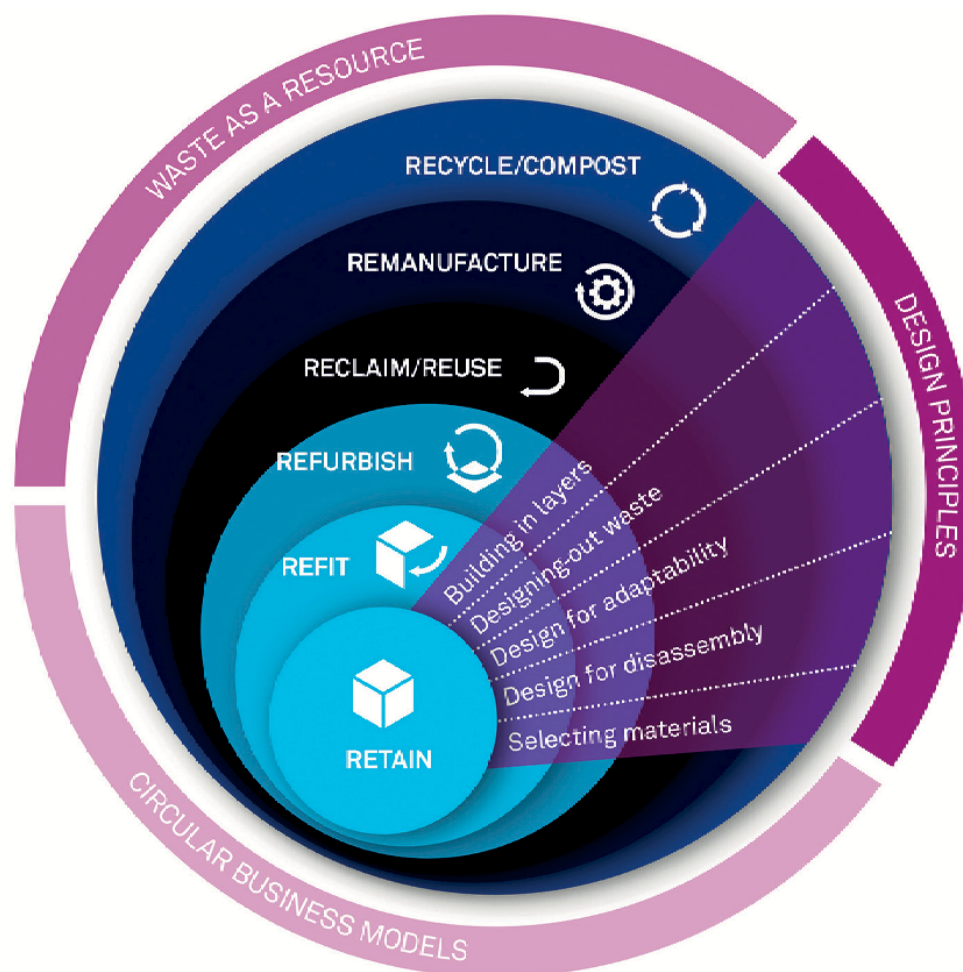 WASTE AS A RESOURCE
RECYCLE/COMPOST
REMANUFACTURE
RECLAIM/REUSE
REFURBISH
REFIT
RETAIN
Building in layers
Designing-out waste
Design for adaptability
Design for disassembly
Selecting materials
DESIGN PRINCIPLES
CIRCULAR BUSINESS MODELS